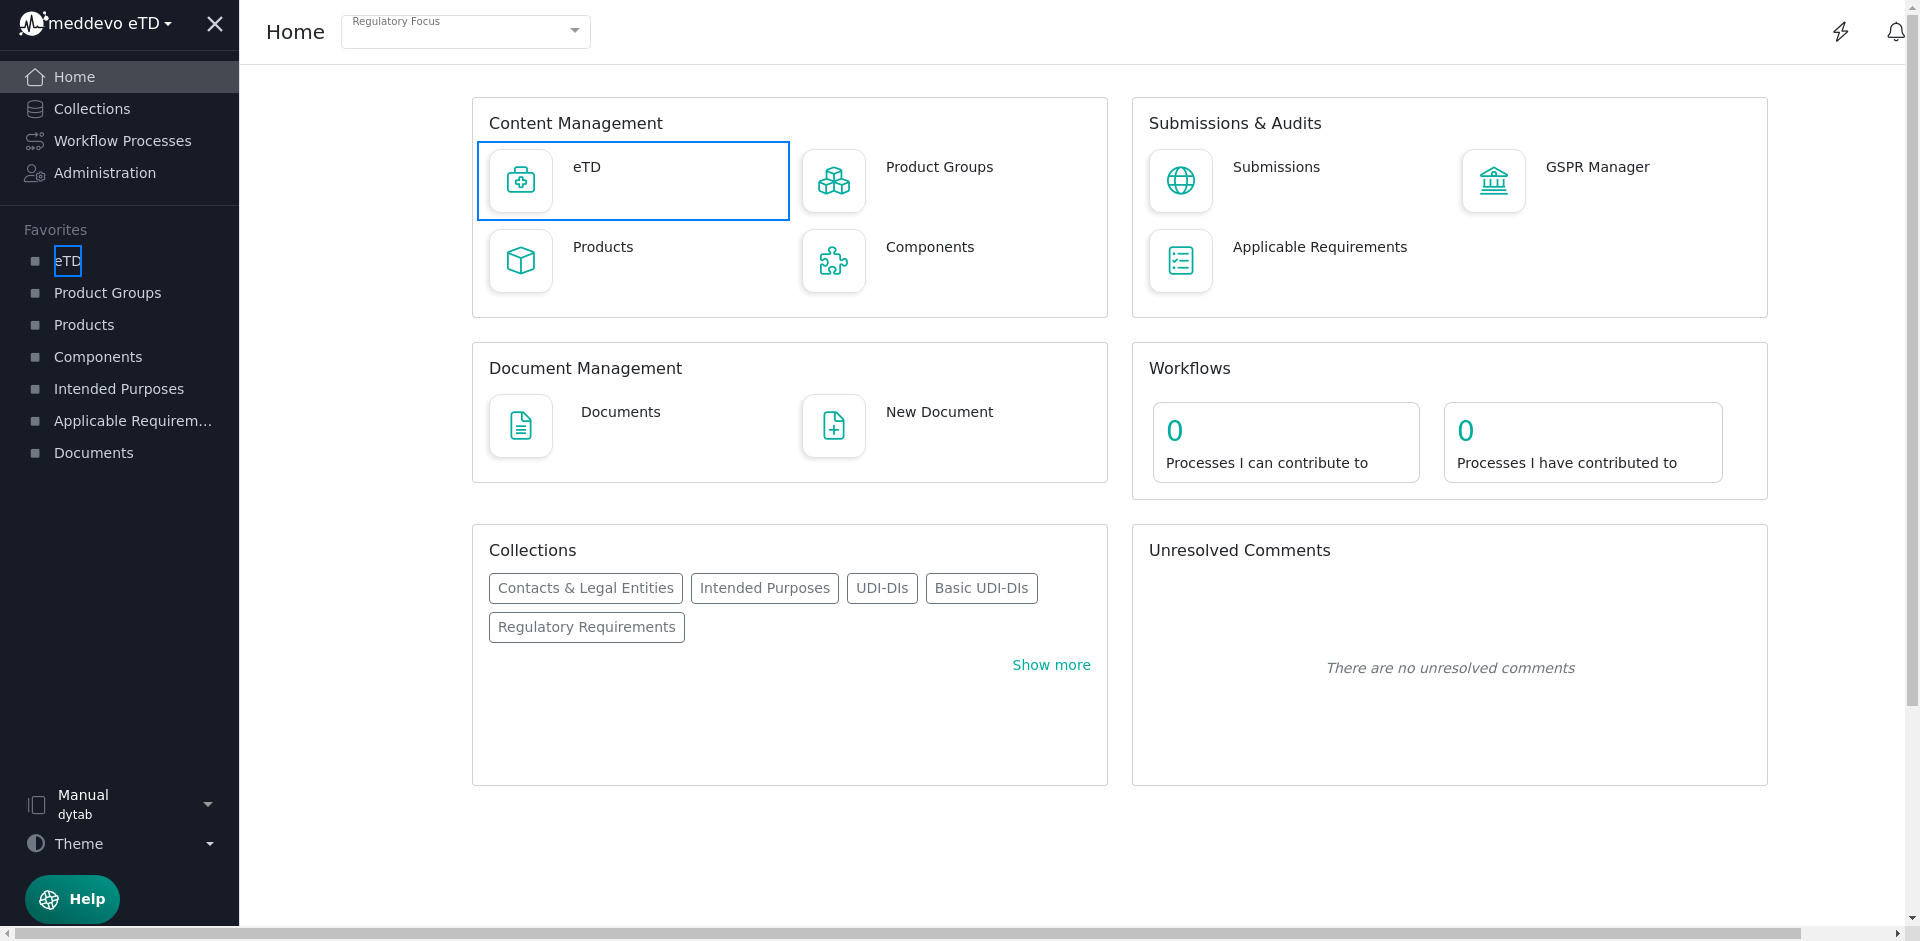 meddevo eTD
Home
Collections
Workflow Processes
Administration
Favorites
eTD
Product Groups
Products
Components
Intended Purposes
Applicable Requirem...
Documents
Manual
dytab
Theme
Help
Home
Regulatory Focus
Content Management
eTD
Product Groups
Products
Components
Submissions & Audits
Submissions
GSPR Manager
Applicable Requirements
Document Management
Documents
New Document
Workflows
0
Processes I can contribute to
0
Processes I have contributed to
Collections
Contacts & Legal Entities
Intended Purposes
UDI-DIs
Basic UDI-DIs
Regulatory Requirements
Show more
Unresolved Comments
There are no unresolved comments